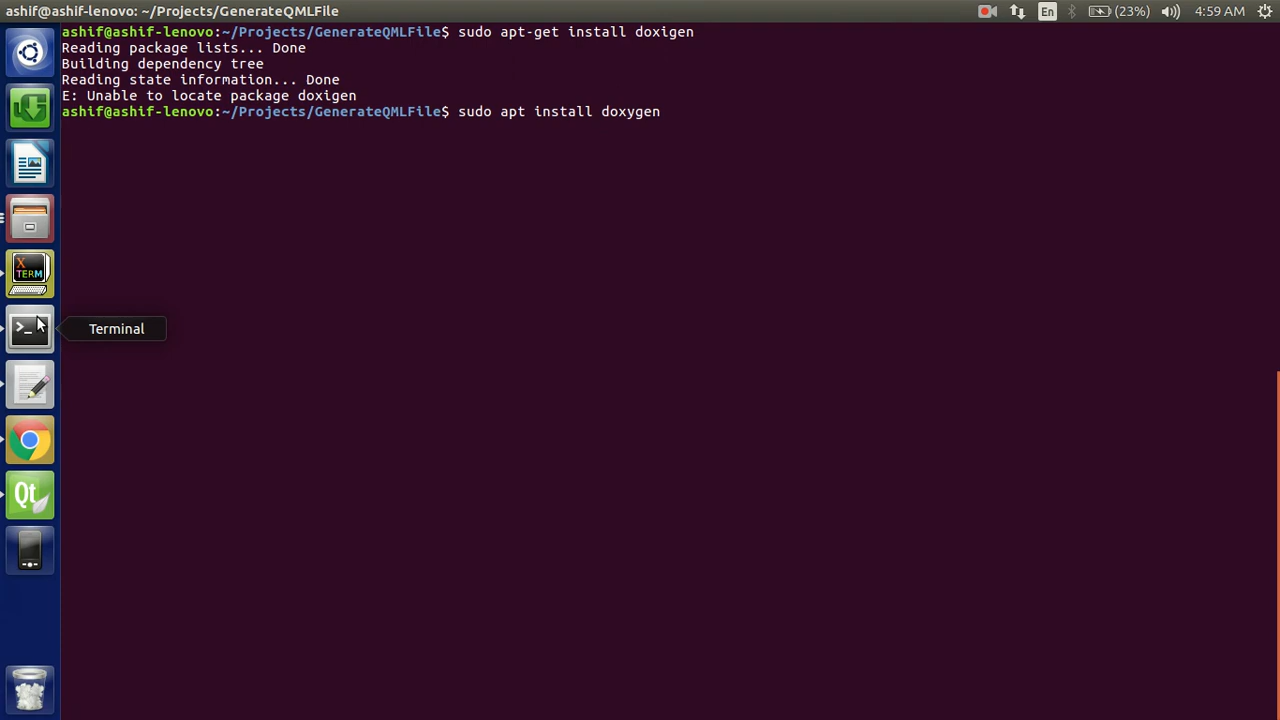 ashif@ashif-lenovo: ~/Projects/GenerateQMLFile
En
(23%)
4:59 AM
ashif@ashif-lenovo:~/Projects/GenerateQMLFile$ sudo apt-get install doxigen
Reading package lists... Done
Building dependency tree
Reading state information... Done
E: Unable to locate package doxigen
ashif@ashif-lenovo:~/Projects/GenerateQMLFile$ sudo apt install doxygen
X
TERM
>_
Terminal
Qt